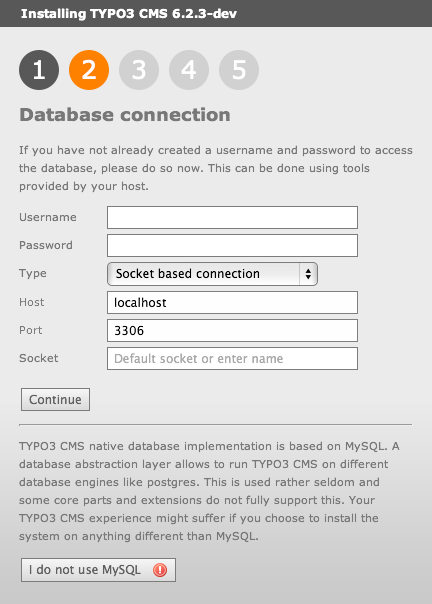 Installing TYPO3 CMS 6.2.3-dev
1 2 3 4 5
Database connection
If you have not already created a username and password to access
the database, please do so now. This can be done using tools
provided by your host.
Username
Password
Type Socket based connection
Host localhost
Port 3306
Socket Default socket or enter name
Continue
TYPO3 CMS native database implementation is based on MySQL. A
database abstraction layer allows to run TYPO3 CMS on different
database engines like postgres. This is used rather seldom and
some core parts and extensions do not fully support this. Your
TYPO3 CMS experience might suffer if you choose to install the
system on anything different than MySQL.
I do not use MySQL